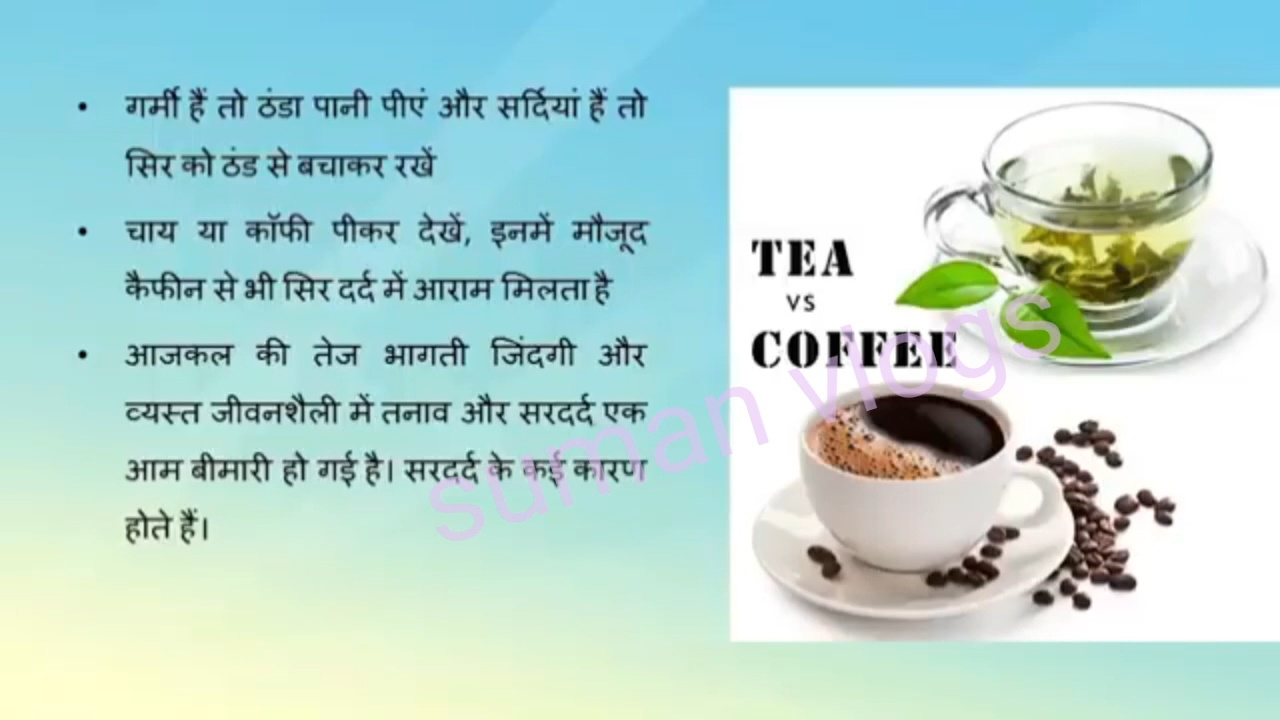 • गर्मी हैं तो ठंडा पानी पीएं और सर्दियां हैं तो
सिर को ठंड से बचाकर रखें
• चाय या कॉफी पीकर देखें, इनमें मौजूद
कैफीन से भी सिर दर्द में आराम मिलता है
• आजकल की तेज भागती जिंदगी और
व्यस्त जीवनशैली में तनाव और सरदर्द एक
आम बीमारी हो गई है। सरदर्द के कई कारण
होते हैं।
TEA
VS
COFFEE
suman vlogs